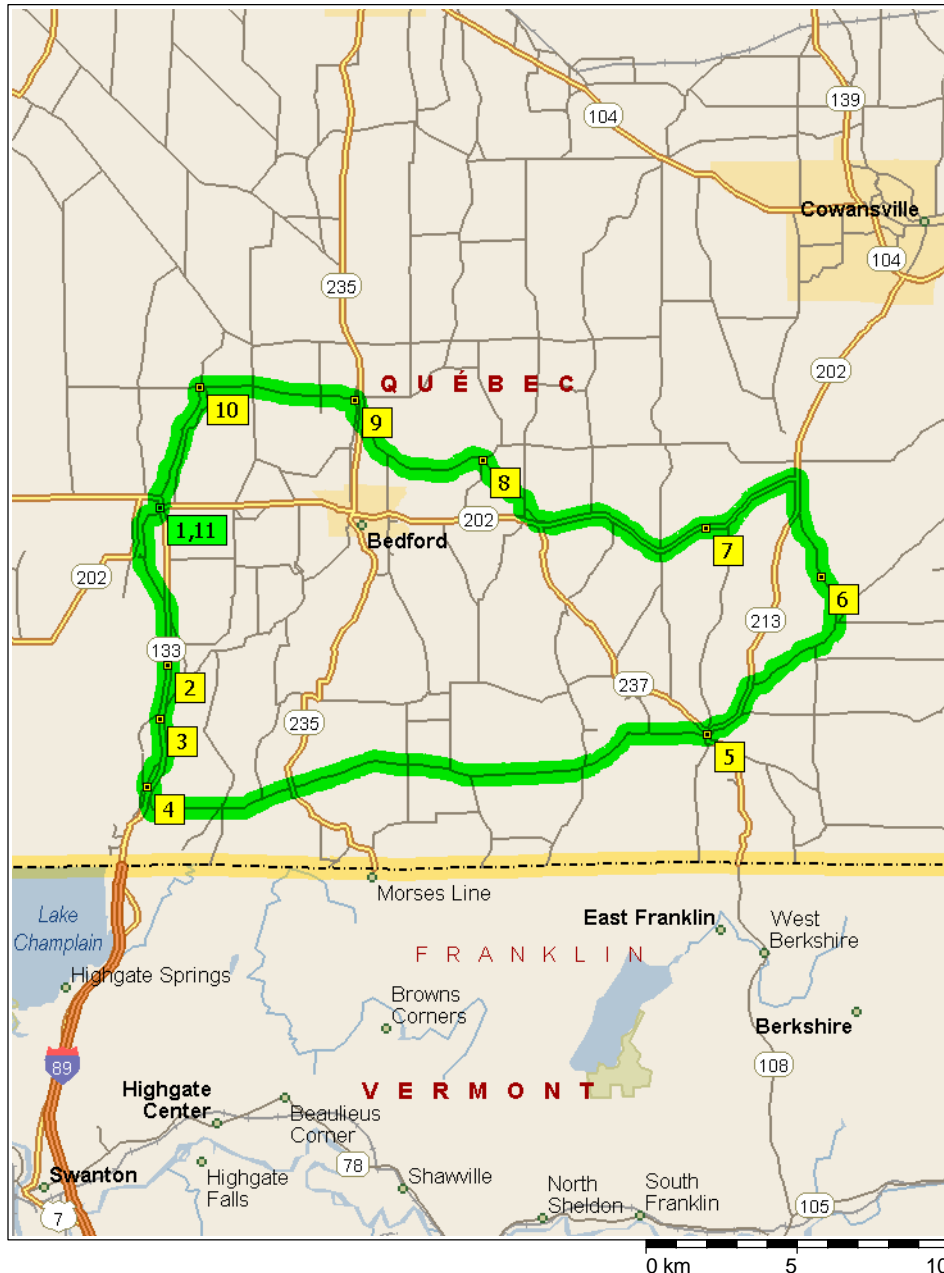 139
104
Cowansville
104
235
202
QUÉBEC
10
9
8
1,11
Bedford
202
7
202
6
213
133
2
237
3
235
5
4
Morses Line
Lake
Champlain
East Franklin
West
Berkshire
FRANKLIN
Highgate Springs
Browns
Corners
Berkshire
89
108
VERMONT
Highgate
Center
Beaulieus
Corner
78
Swanton
Highgate
Falls
Shawville
North
Sheldon
South
Franklin
105
7
0 km 5 10